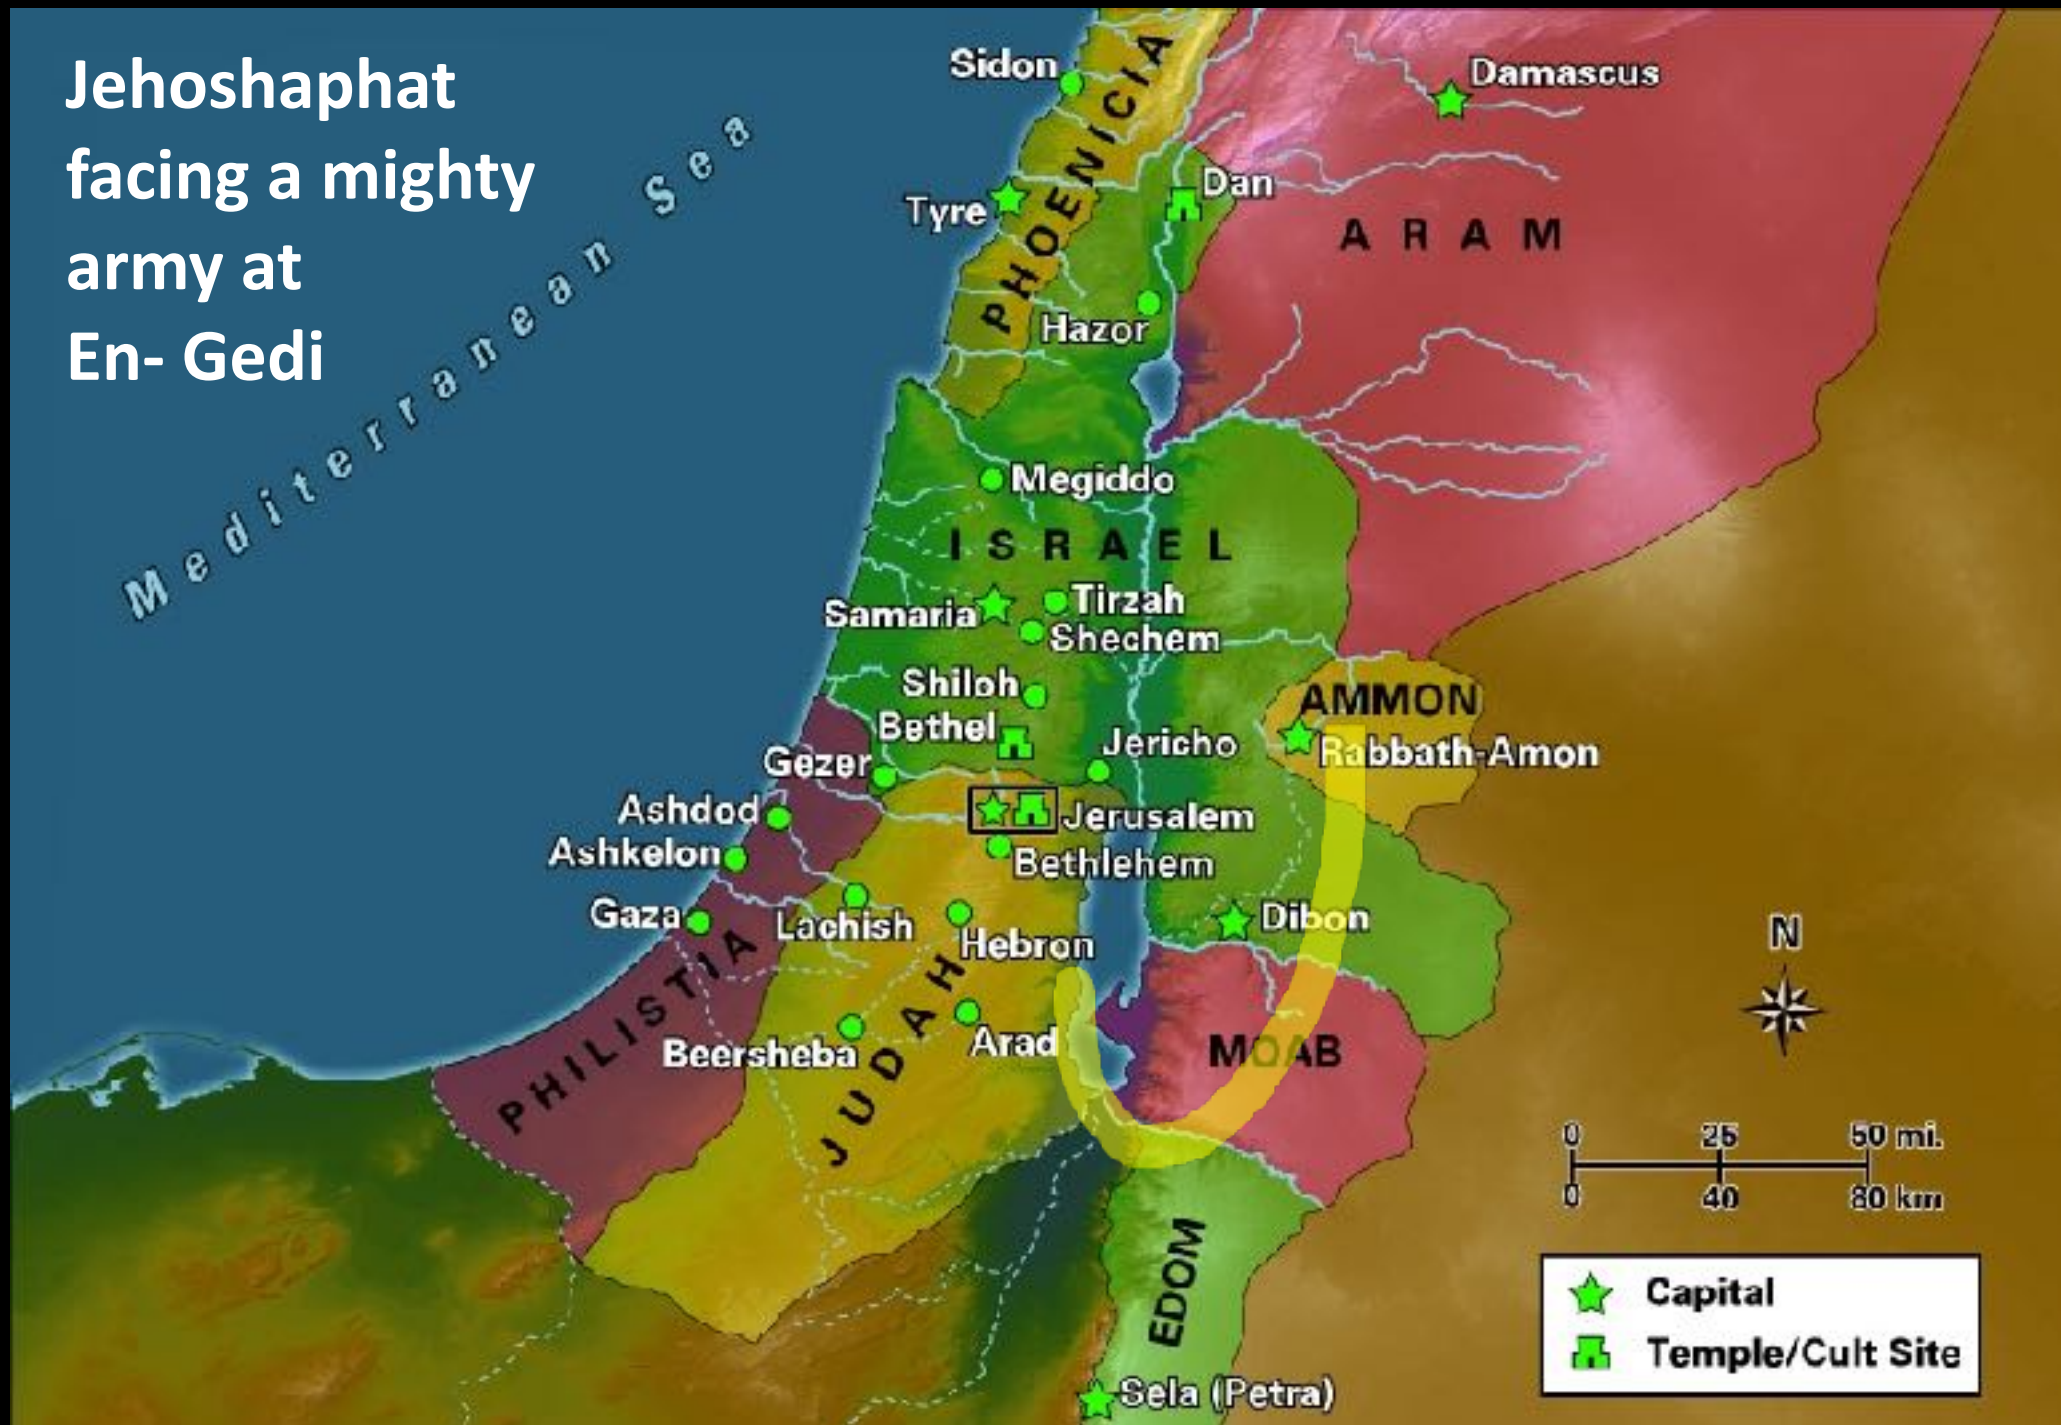 Jehoshaphat
facing a mighty
army at
En- Gedi
Mediterranean Sea
Sidon
PHOENICIA
Damascus
Tyre
Dan
ARAM
Hazor
Megiddo
ISRAEL
Samaria
Tirzah
Shechem
Shiloh
AMMON
Bethel
Jericho
Rabbath-Amon
Gezer
Ashdod
Jerusalem
Ashkelon
Bethlehem
Gaza
Lachish
Dibon
Hebron
N
PHILISTIA
JUDAH
Arad
MOAB
Beersheba
0 25 50 mi.
0 40 80 km
EDOM
Capital
Temple/Cult Site
Sela (Petra)